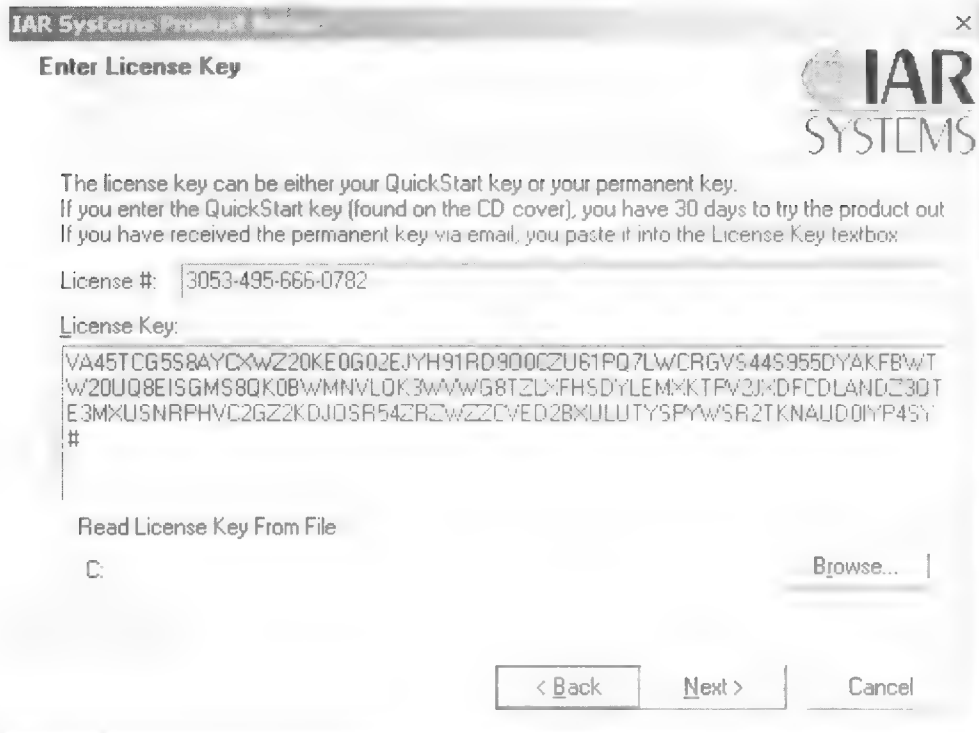 IAR Systems Product
Enter License Key
IAR
SYSTEMS
The license key can be either your QuickStart key or your permanent key.
If you enter the QuickStart key (found on the CD cover), you have 30 days to try the product out
If you have received the permanent key via email, you paste it into the License Key textbox
License #: 3053-495-666-0782
License Key:
#
Read License Key From File
C:
Browse...
< Back Next > Cancel